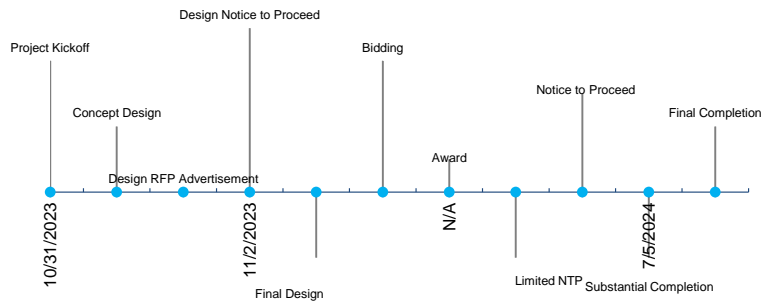 Design Notice to Proceed
Project Kickoff
Bidding
Notice to Proceed
Concept Design
Final Completion
Award
Design RFP Advertisement
10/31/2023
11/2/2023
N/A
7/5/2024
Limited NTP
Substantial Completion
Final Design